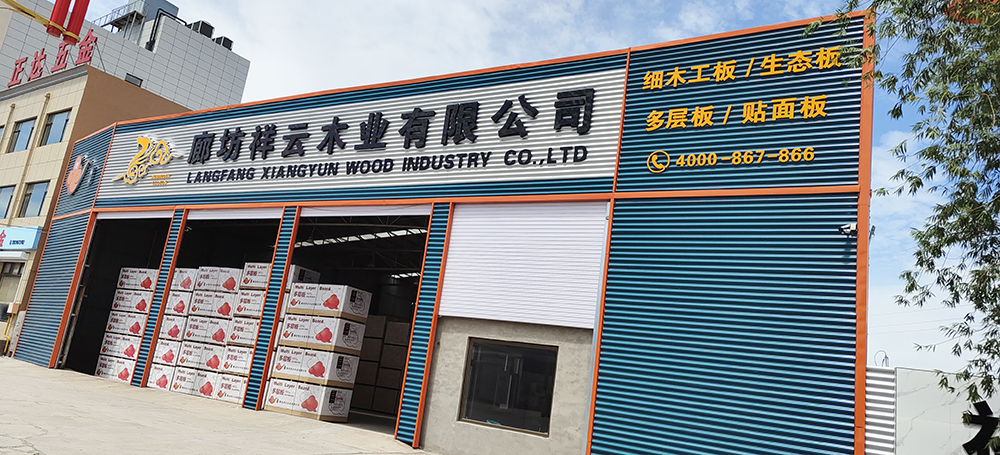 正达五金
廊坊祥云木业有限公司
LANGFANG XIANGYUN WOOD INDUSTRY CO.,LTD
细木工板 / 生态板
多层板 / 贴面板
4000-867-866
Multi Layer Board
多层板